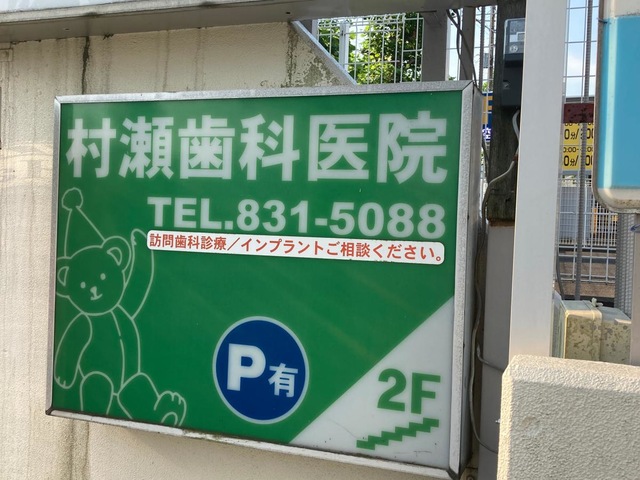 村瀬歯科医院
TEL.831-5088
訪問歯科診療／インプラントご相談ください。
P有
2F